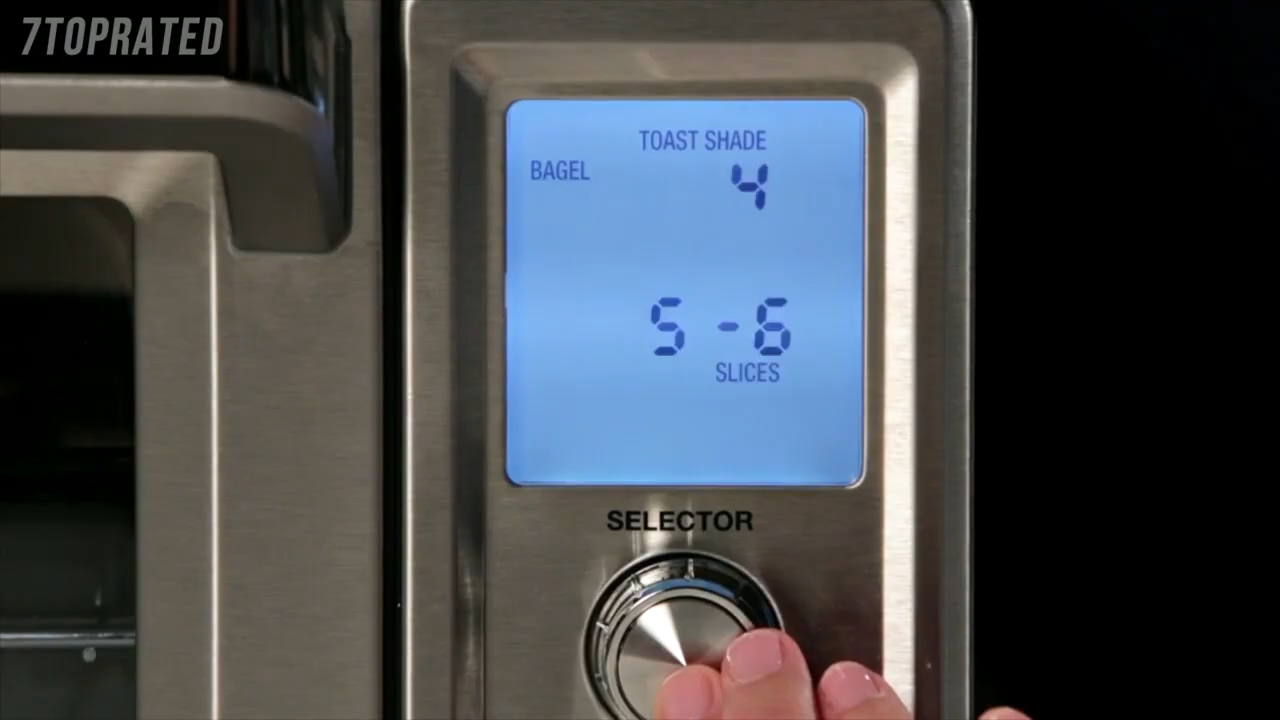 7TOPRATED
TOAST SHADE
BAGEL
4
5 - 6
SLICES
SELECTOR